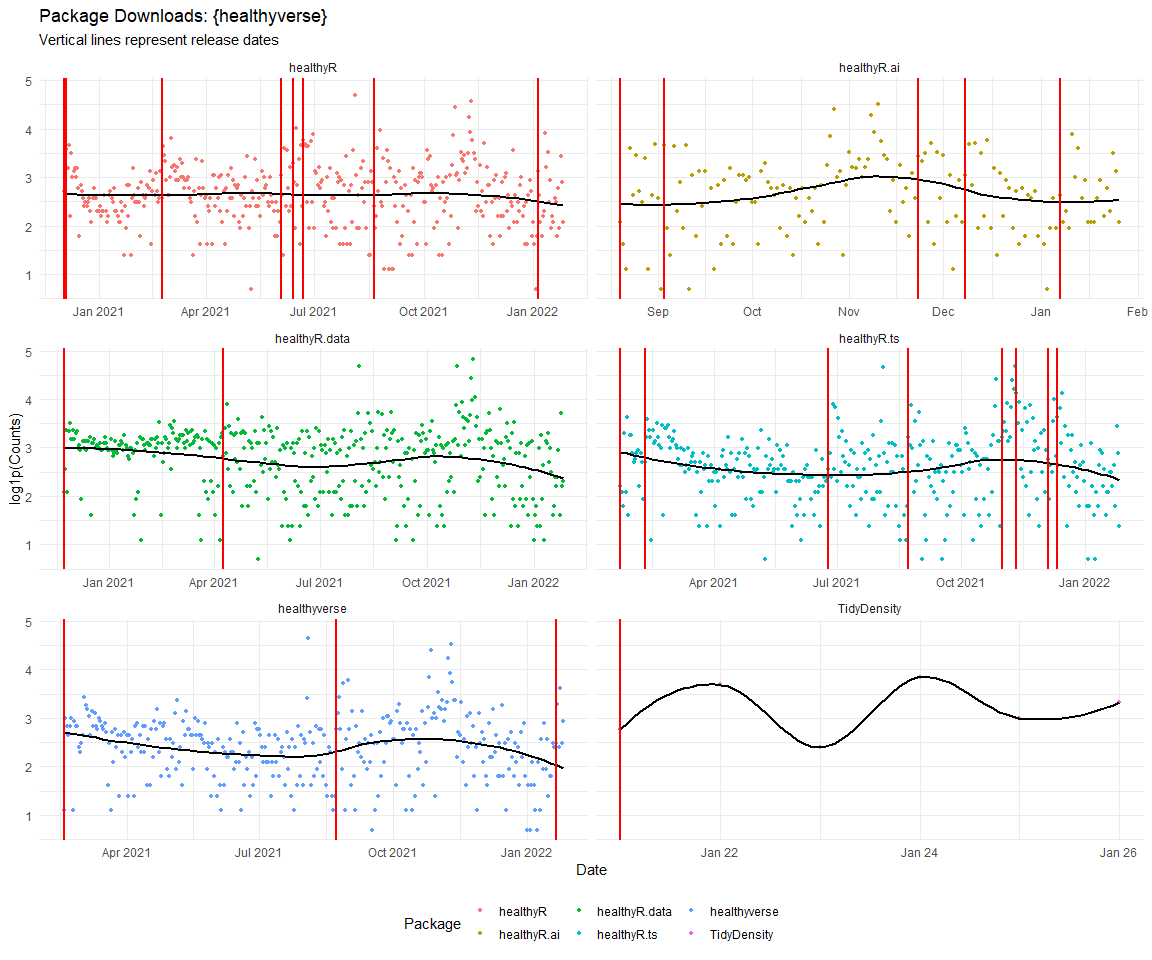 Package Downloads: {healthyverse}
Vertical lines represent release dates
healthyR
healthyR.ai
5
4
3
2
1
Jan 2021 Apr 2021 Jul 2021 Oct 2021 Jan 2022
Sep Oct Nov Dec Jan Feb
healthyR.data
healthyR.ts
5
4
3
2
1
log1p(Counts)
Jan 2021 Apr 2021 Jul 2021 Oct 2021 Jan 2022
Apr 2021 Jul 2021 Oct 2021 Jan 2022
healthyverse
TidyDensity
5
4
3
2
1
Apr 2021 Jul 2021 Oct 2021 Jan 2022
Jan 22 Jan 24 Jan 26
Date
Package
healthyR healthyR.data healthyverse
healthyR.ai healthyR.ts TidyDensity